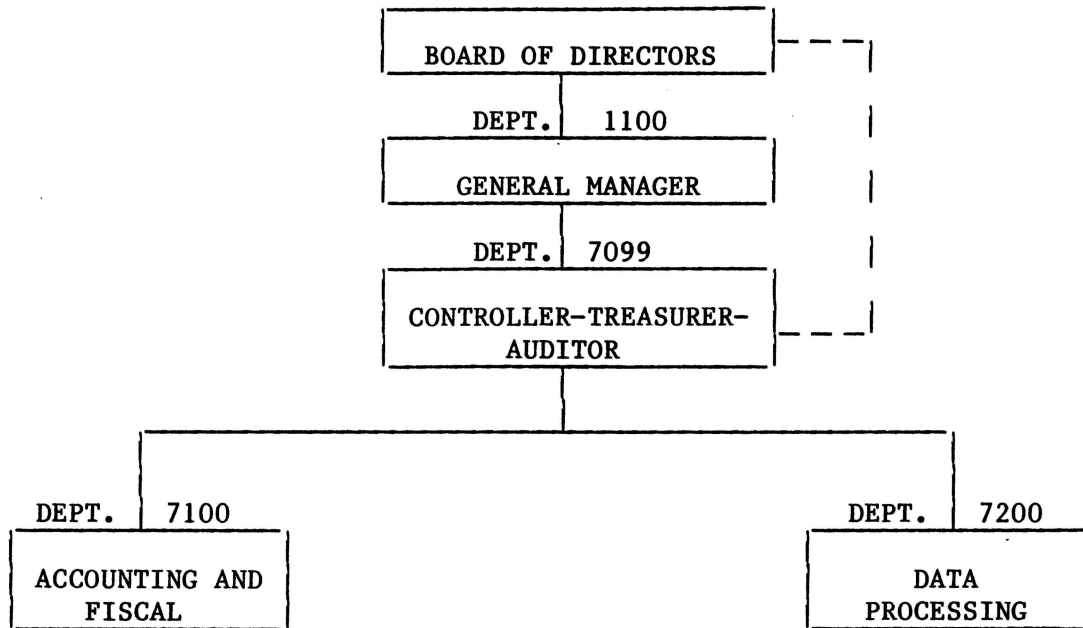 BOARD OF DIRECTORS
DEPT. 1100
GENERAL MANAGER
DEPT. 7099
CONTROLLER-TREASURER-
AUDITOR
DEPT. 7100
DEPT. 7200
ACCOUNTING AND
FISCAL
DATA
PROCESSING